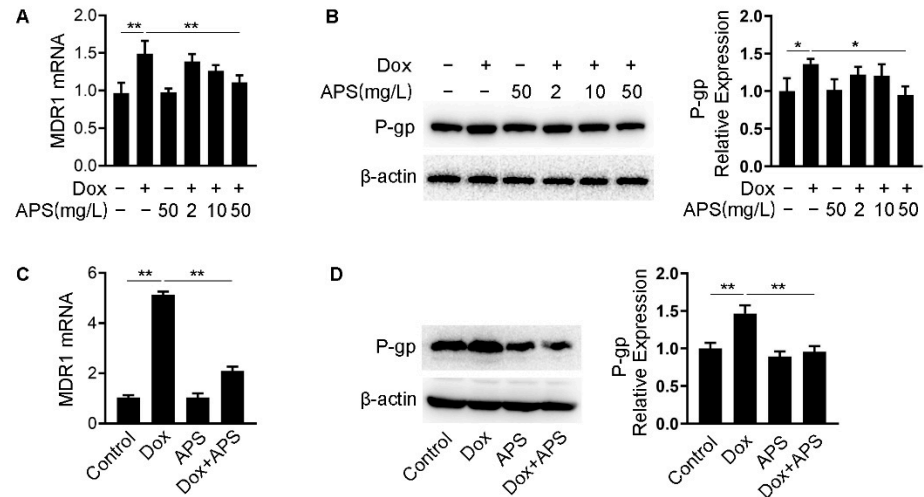 A
MDR1 mRNA
2.0
1.5
1.0
0.5
0.0
** **
Dox – + – + + +
APS(mg/L) – – 50 2 10 50
B
Dox – + – + + +
APS(mg/L) – – 50 2 10 50
P-gp
β-actin
P-gp
Relative Expression
2.0
1.5
1.0
0.5
0.0
* *
Dox – + – + + +
APS(mg/L) – – 50 2 10 50
C
MDR1 mRNA
6
4
2
0
** **
Control Dox APS Dox+APS
D
P-gp
β-actin
Control Dox APS Dox+APS
P-gp
Relative Expression
2.0
1.5
1.0
0.5
0.0
** **
Control Dox APS Dox+APS